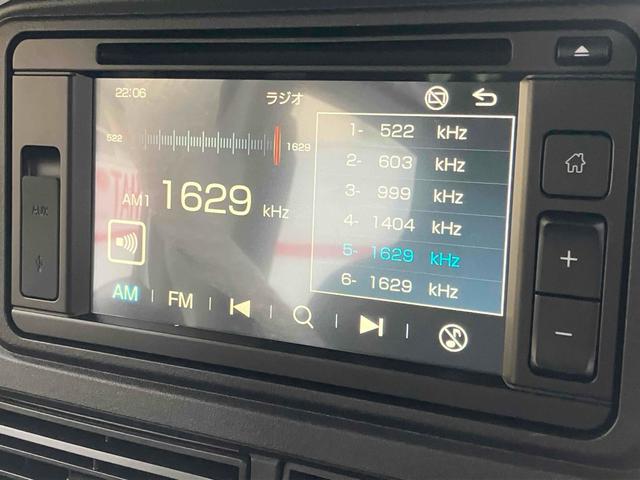 22:06
ラジオ
522
1629
AM1 1629 kHz
1- 522 kHz
2- 603 kHz
3- 999 kHz
4- 1404 kHz
5- 1629 kHz
6- 1629 kHz
AM
FM
AUX
+
−